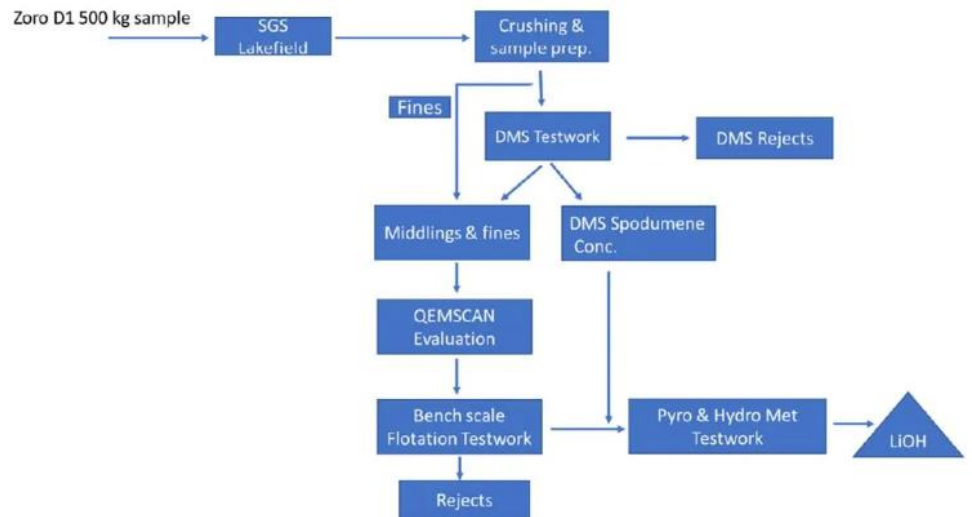 Zoro D1 500 kg sample
SGS
Lakefield
Crushing &
sample prep.
Fines
DMS Testwork
DMS Rejects
Middlings & fines
DMS Spodumene
Conc.
QEMSCAN
Evaluation
Bench scale
Flotation Testwork
Pyro & Hydro Met
Testwork
LiOH
Rejects